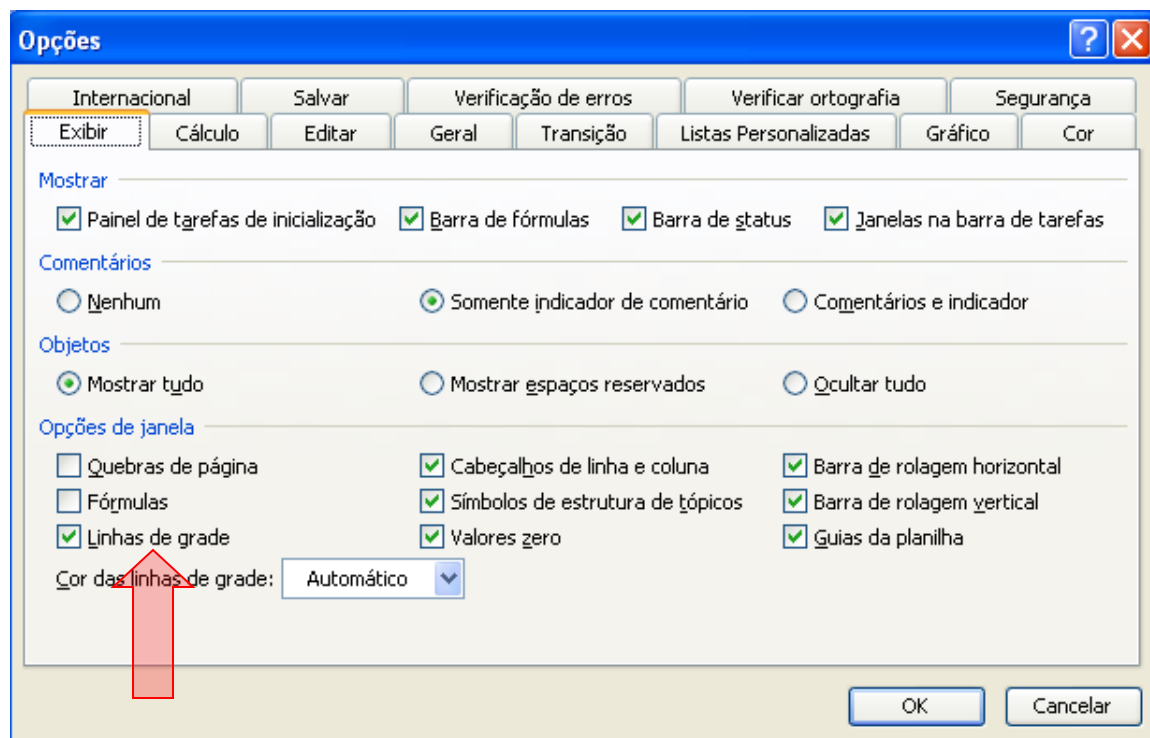 Opções
Internacional Salvar Verificação de erros Verificar ortografia Segurança
Exibir Cálculo Editar Geral Transição Listas Personalizadas Gráfico Cor
Mostrar
Painel de tarefas de inicialização Barra de fórmulas Barra de status Janelas na barra de tarefas
Comentários
Nenhum Somente indicador de comentário Comentários e indicador
Objetos
Mostrar tudo Mostrar espaços reservados Ocultar tudo
Opções de janela
Quebras de página Cabeçalhos de linha e coluna Barra de rolagem horizontal
Fórmulas Símbolos de estrutura de tópicos Barra de rolagem vertical
Linhas de grade Valores zero Guias da planilha
Cor das linhas de grade: Automático
OK Cancelar